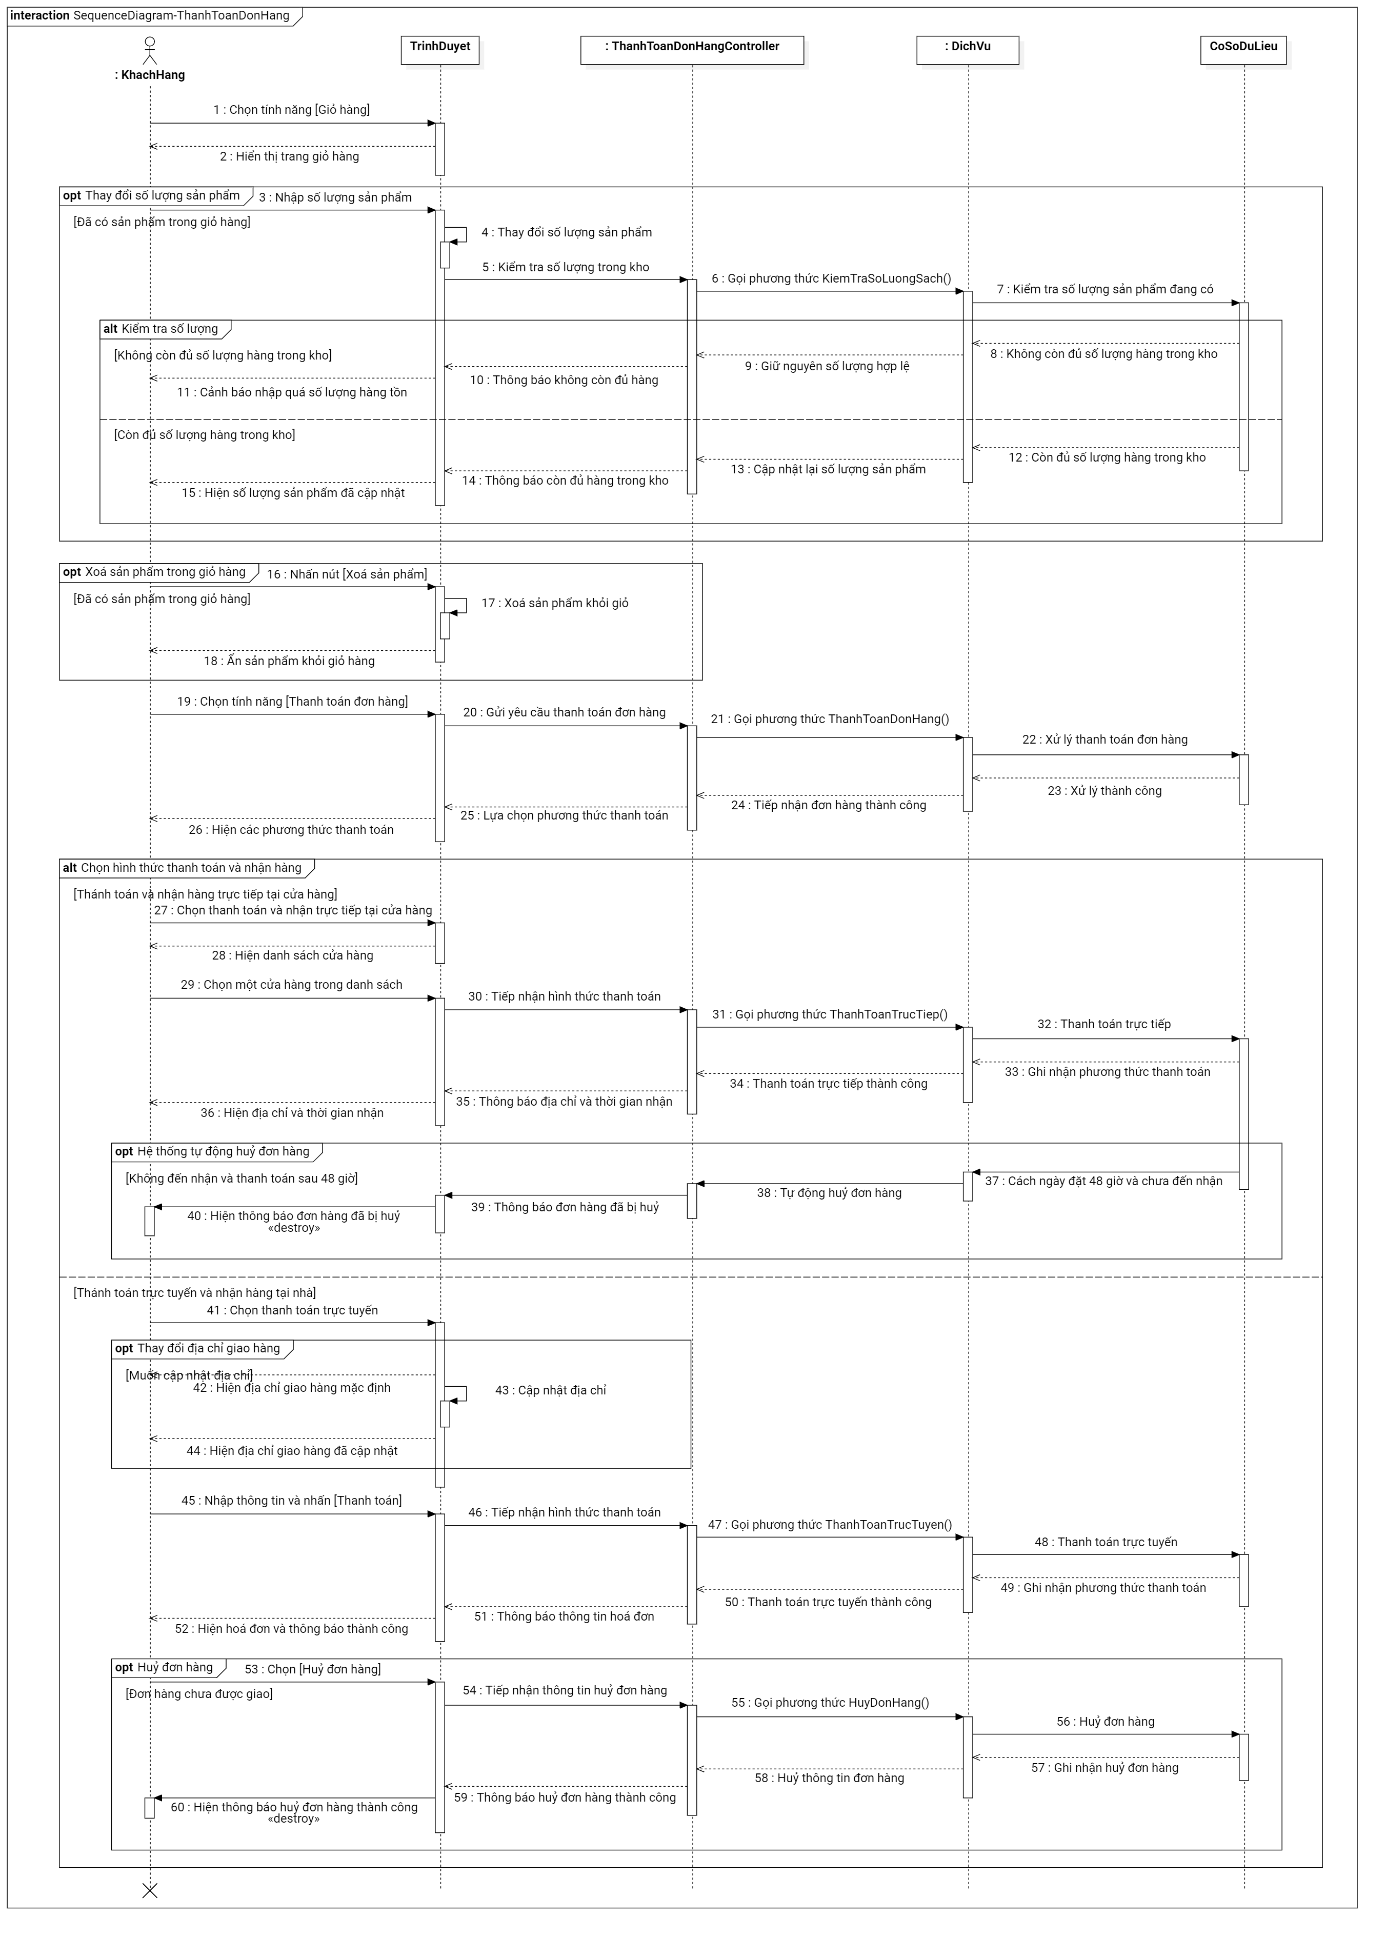 interaction SequenceDiagram-ThanhToanDonHang
: KhachHang
TrinhDuyet
: ThanhToanDonHangController
: DichVu
CoSoDuLieu
1 : Chọn tính năng [Giỏ hàng]
2 : Hiển thị trang giỏ hàng
opt Thay đổi số lượng sản phẩm
3 : Nhập số lượng sản phẩm
[Đã có sản phẩm trong giỏ hàng]
4 : Thay đổi số lượng sản phẩm
5 : Kiểm tra số lượng trong kho
6 : Gọi phương thức KiemTraSoLuongSach()
7 : Kiểm tra số lượng sản phẩm đang có
alt Kiểm tra số lượng
[Không còn đủ số lượng hàng trong kho]
8 : Không còn đủ số lượng hàng trong kho
9 : Giữ nguyên số lượng hợp lệ
10 : Thông báo không còn đủ hàng
11 : Cảnh báo nhập quá số lượng hàng tồn
[Còn đủ số lượng hàng trong kho]
12 : Còn đủ số lượng hàng trong kho
13 : Cập nhật lại số lượng sản phẩm
14 : Thông báo còn đủ hàng trong kho
15 : Hiện số lượng sản phẩm đã cập nhật
opt Xoá sản phẩm trong giỏ hàng
16 : Nhấn nút [Xoá sản phẩm]
[Đã có sản phẩm trong giỏ hàng]
17 : Xoá sản phẩm khỏi giỏ
18 : Ẩn sản phẩm khỏi giỏ hàng
19 : Chọn tính năng [Thanh toán đơn hàng]
20 : Gửi yêu cầu thanh toán đơn hàng
21 : Gọi phương thức ThanhToanDonHang()
22 : Xử lý thanh toán đơn hàng
23 : Xử lý thành công
24 : Tiếp nhận đơn hàng thành công
25 : Lựa chọn phương thức thanh toán
26 : Hiện các phương thức thanh toán
alt Chọn hình thức thanh toán và nhận hàng
[Thánh toán và nhận hàng trực tiếp tại cửa hàng]
27 : Chọn thanh toán và nhận trực tiếp tại cửa hàng
28 : Hiện danh sách cửa hàng
29 : Chọn một cửa hàng trong danh sách
30 : Tiếp nhận hình thức thanh toán
31 : Gọi phương thức ThanhToanTrucTiep()
32 : Thanh toán trực tiếp
33 : Ghi nhận phương thức thanh toán
34 : Thanh toán trực tiếp thành công
35 : Thông báo địa chỉ và thời gian nhận
36 : Hiện địa chỉ và thời gian nhận
opt Hệ thống tự động huỷ đơn hàng
[Không đến nhận và thanh toán sau 48 giờ]
37 : Cách ngày đặt 48 giờ và chưa đến nhận
38 : Tự động huỷ đơn hàng
39 : Thông báo đơn hàng đã bị huỷ
40 : Hiện thông báo đơn hàng đã bị huỷ
«destroy»
[Thánh toán trực tuyến và nhận hàng tại nhà]
41 : Chọn thanh toán trực tuyến
opt Thay đổi địa chỉ giao hàng
[Muốn cập nhật địa chỉ]
42 : Hiện địa chỉ giao hàng mặc định
43 : Cập nhật địa chỉ
44 : Hiện địa chỉ giao hàng đã cập nhật
45 : Nhập thông tin và nhấn [Thanh toán]
46 : Tiếp nhận hình thức thanh toán
47 : Gọi phương thức ThanhToanTrucTuyen()
48 : Thanh toán trực tuyến
49 : Ghi nhận phương thức thanh toán
50 : Thanh toán trực tuyến thành công
51 : Thông báo thông tin hoá đơn
52 : Hiện hoá đơn và thông báo thành công
opt Huỷ đơn hàng
53 : Chọn [Huỷ đơn hàng]
[Đơn hàng chưa được giao]
54 : Tiếp nhận thông tin huỷ đơn hàng
55 : Gọi phương thức HuyDonHang()
56 : Huỷ đơn hàng
57 : Ghi nhận huỷ đơn hàng
58 : Huỷ thông tin đơn hàng
59 : Thông báo huỷ đơn hàng thành công
60 : Hiện thông báo huỷ đơn hàng thành công
«destroy»